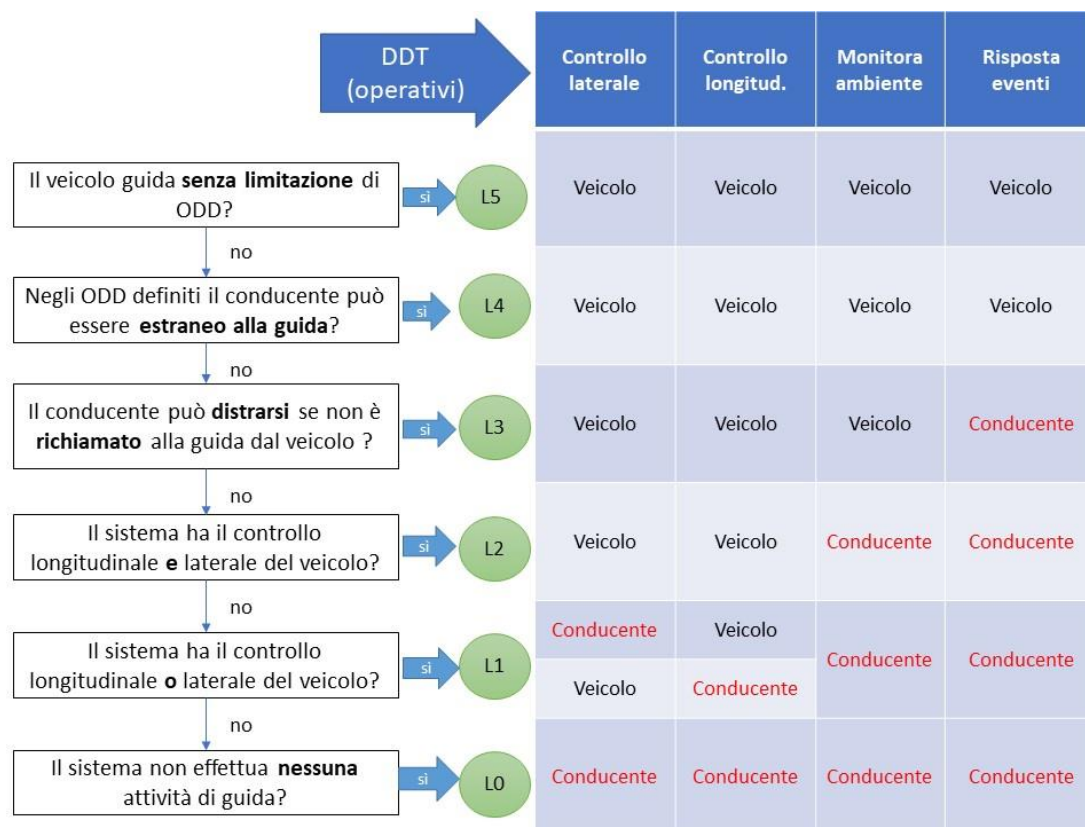 DDT
(operativi)
Controllo
laterale
Controllo
longitud.
Monitora
ambiente
Risposta
eventi
Il veicolo guida senza limitazione di
ODD?
sì
L5
Veicolo
Veicolo
Veicolo
Veicolo
no
Negli ODD definiti il conducente può
essere estraneo alla guida?
sì
L4
Veicolo
Veicolo
Veicolo
Veicolo
no
Il conducente può distrarsi se non è
richiamato alla guida dal veicolo ?
sì
L3
Veicolo
Veicolo
Veicolo
Conducente
no
Il sistema ha il controllo
longitudinale e laterale del veicolo?
sì
L2
Veicolo
Veicolo
Conducente
Conducente
no
Il sistema ha il controllo
longitudinale o laterale del veicolo?
sì
L1
Conducente
Veicolo
Veicolo
Conducente
Conducente
Conducente
no
Il sistema non effettua nessuna
attività di guida?
sì
L0
Conducente
Conducente
Conducente
Conducente